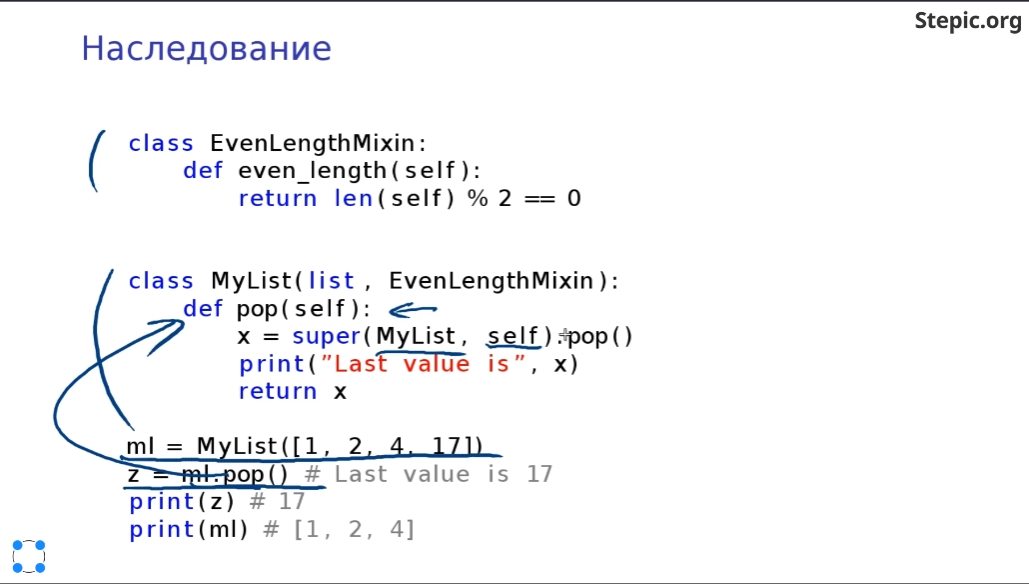 Stepic.org
Наследование
class EvenLengthMixin:
    def even_length(self):
        return len(self) % 2 == 0
class MyList(list, EvenLengthMixin):
    def pop(self):
        x = super(MyList, self).pop()
        print("Last value is", x)
        return x
ml = MyList([1, 2, 4, 17])
z = ml.pop() # Last value is 17
print(z) # 17
print(ml) # [1, 2, 4]